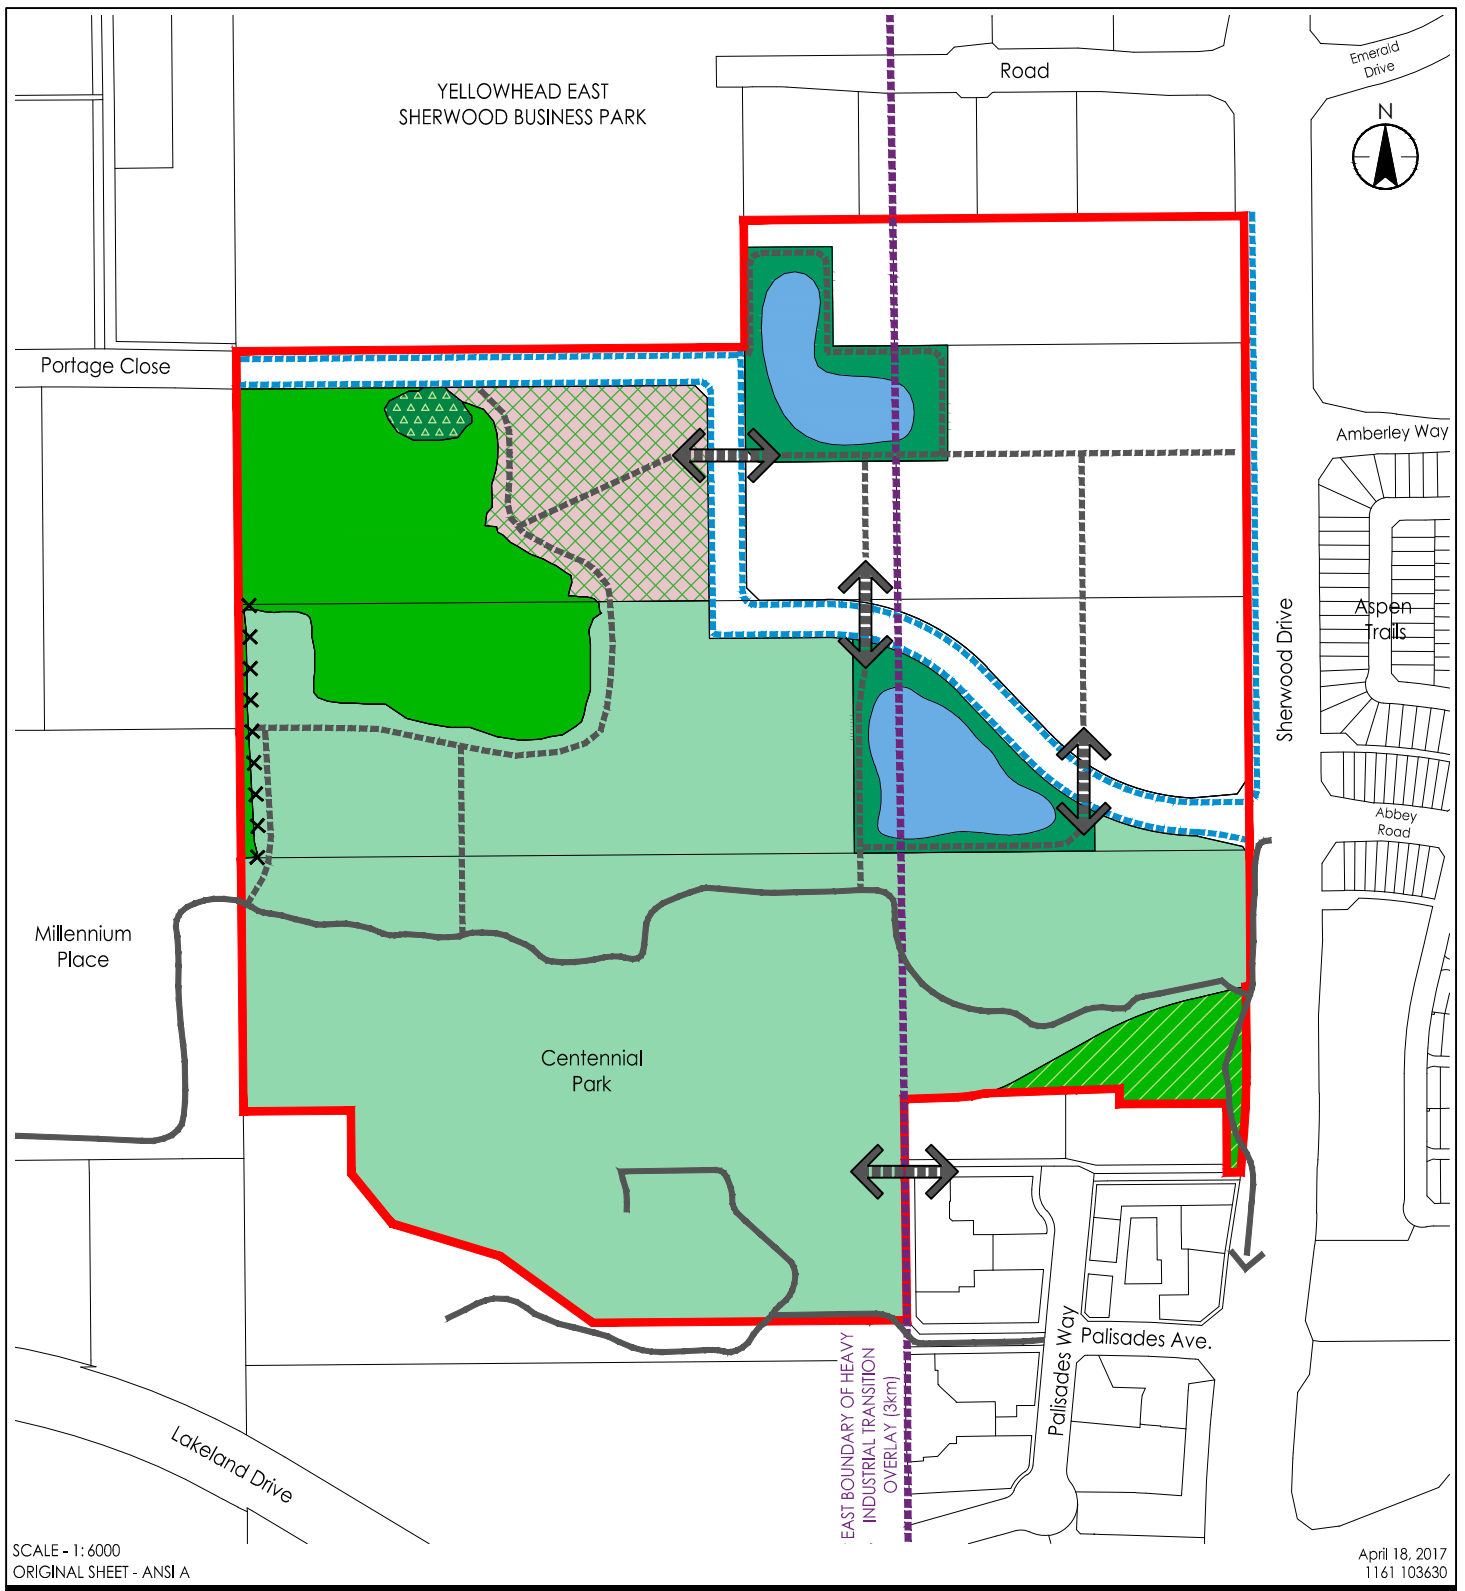 Emerald
Drive
Road
YELLOWHEAD EAST
SHERWOOD BUSINESS PARK
N
Portage Close
Amberley Way
Aspen
Trails
Sherwood Drive
Abbey
Road
Millennium
Place
Centennial
Park
Palisades Way
Palisades Ave.
EAST BOUNDARY OF HEAVY
INDUSTRIAL TRANSITION
OVERLAY (3km)
Lakeland Drive
SCALE - 1:6000
ORIGINAL SHEET - ANSI A
April 18, 2017
1161 103630